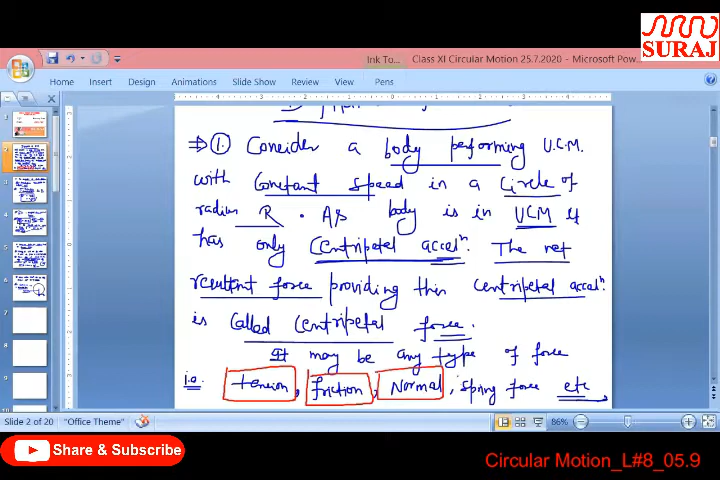 SURAJ
Ink To...
Class XI Circular Motion 25.7.2020 - Microsoft Pow...
Home Insert Design Animations Slide Show Review View Format Pens
⇒ 1. Consider a body performing U.C.M.
with Constant Speed in a Circle of
radius R. As body is in UCM it
has only Centripetal accelⁿ. The net
resultant force providing this centripetal accelⁿ
is called Centripetal force.
It may be any type of force
i.e. tension, friction, Normal, spring force etc
Slide 2 of 20 "Office Theme" 86%
Share & Subscribe
Circular Motion_L#8_05.9